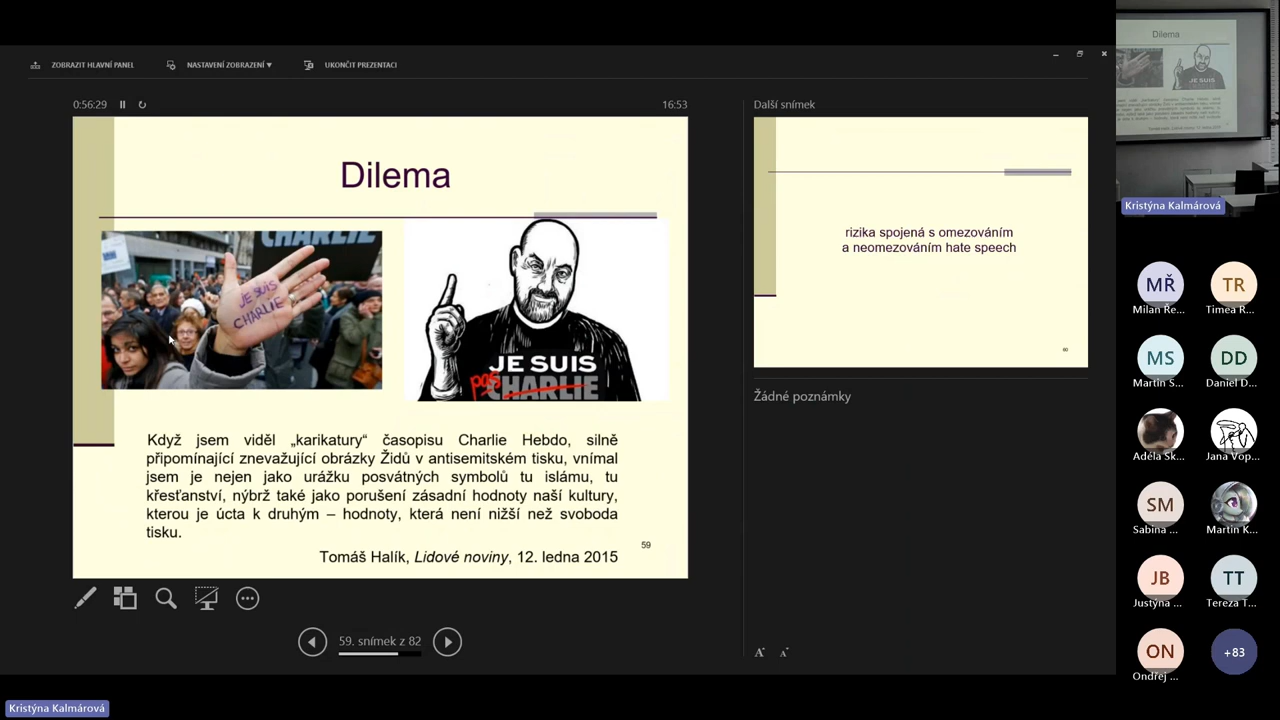 ZOBRAZIT HLAVNÍ PANEL
NASTAVENÍ ZOBRAZENÍ ▾
UKONČIT PREZENTACI
0:56:29
16:53
Dilema
CHARLIE
JE SUIS
CHARLIE
JE SUIS
pas
CHARLIE
Když jsem viděl „karikatury“ časopisu Charlie Hebdo, silně
připomínající znevažující obrázky Židů v antisemitském tisku, vnímal
jsem je nejen jako urážku posvátných symbolů tu islámu, tu
křesťanství, nýbrž také jako porušení zásadní hodnoty naší kultury,
kterou je úcta k druhým – hodnoty, která není nižší než svoboda
tisku.
Tomáš Halík, Lidové noviny, 12. ledna 2015
59
59. snímek z 82
Další snímek
rizika spojená s omezováním
a neomezováním hate speech
60
Žádné poznámky
A A
Kristýna Kalmárová
Dilema
JE SUIS
Kristýna Kalmárová
MŘ
Milan Ře...
TR
Timea R...
MS
Martin S...
DD
Daniel D...
Adéla Sk...
Jana Vop...
SM
Sabina ...
Martin K...
JB
Justýna ...
TT
Tereza T...
ON
Ondřej ...
+83